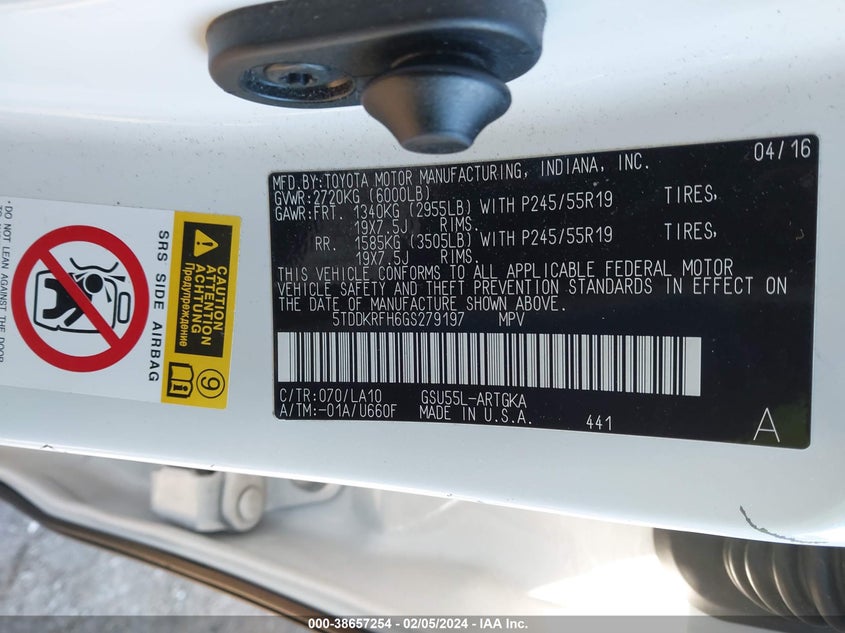 04/16
MFD.BY:TOYOTA MOTOR MANUFACTURING, INDIANA, INC.
GVWR:2720KG (6000LB)
GAWR:FRT. 1340KG (2955LB) WITH P245/55R19 TIRES,
19X7.5J RIMS.
RR. 1585KG (3505LB) WITH P245/55R19 TIRES,
19X7.5J RIMS.
THIS VEHICLE CONFORMS TO ALL APPLICABLE FEDERAL MOTOR
VEHICLE SAFETY AND THEFT PREVENTION STANDARDS IN EFFECT ON
THE DATE OF MANUFACTURE SHOWN ABOVE.
5TDDKRFH6GS279197 MPV
C/TR:070/LA10 GSU55L-ARTGKA
A/TM:-01A/U660F MADE IN U.S.A. 441
A
CAUTION
ATTENTION
ACHTUNG
Предупреждение
9
SRS SIDE AIRBAG
DO NOT LEAN AGAINST THE DOOR
000-38657254 - 02/05/2024 - IAA Inc.